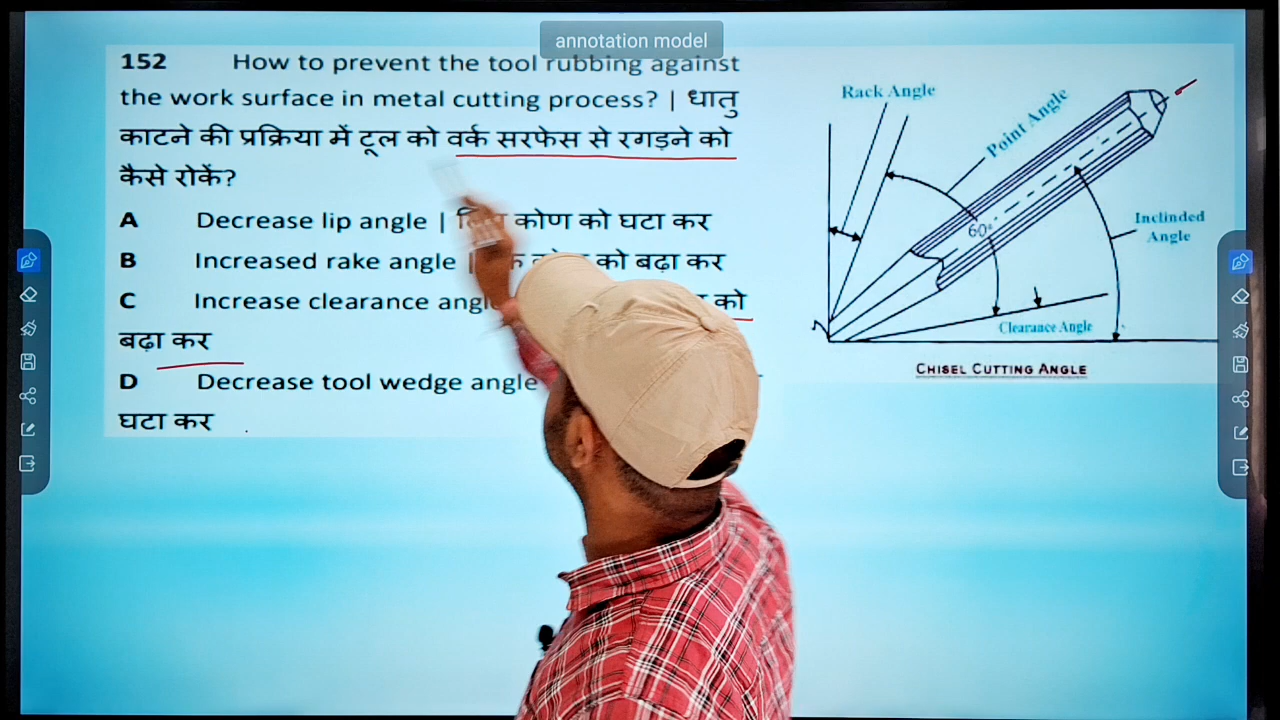 annotation model
152 How to prevent the tool rubbing against
the work surface in metal cutting process? | धातु
काटने की प्रक्रिया में टूल को वर्क सरफेस से रगड़ने को
कैसे रोकें?
A Decrease lip angle | कोण को घटा कर
B Increased rake angle | को बढ़ा कर
C Increase clearance को
बढ़ा कर
D Decrease tool wedge angle
घटा कर
Rack Angle
Point Angle
60°
Inclinded
Angle
Clearance Angle
CHISEL CUTTING ANGLE